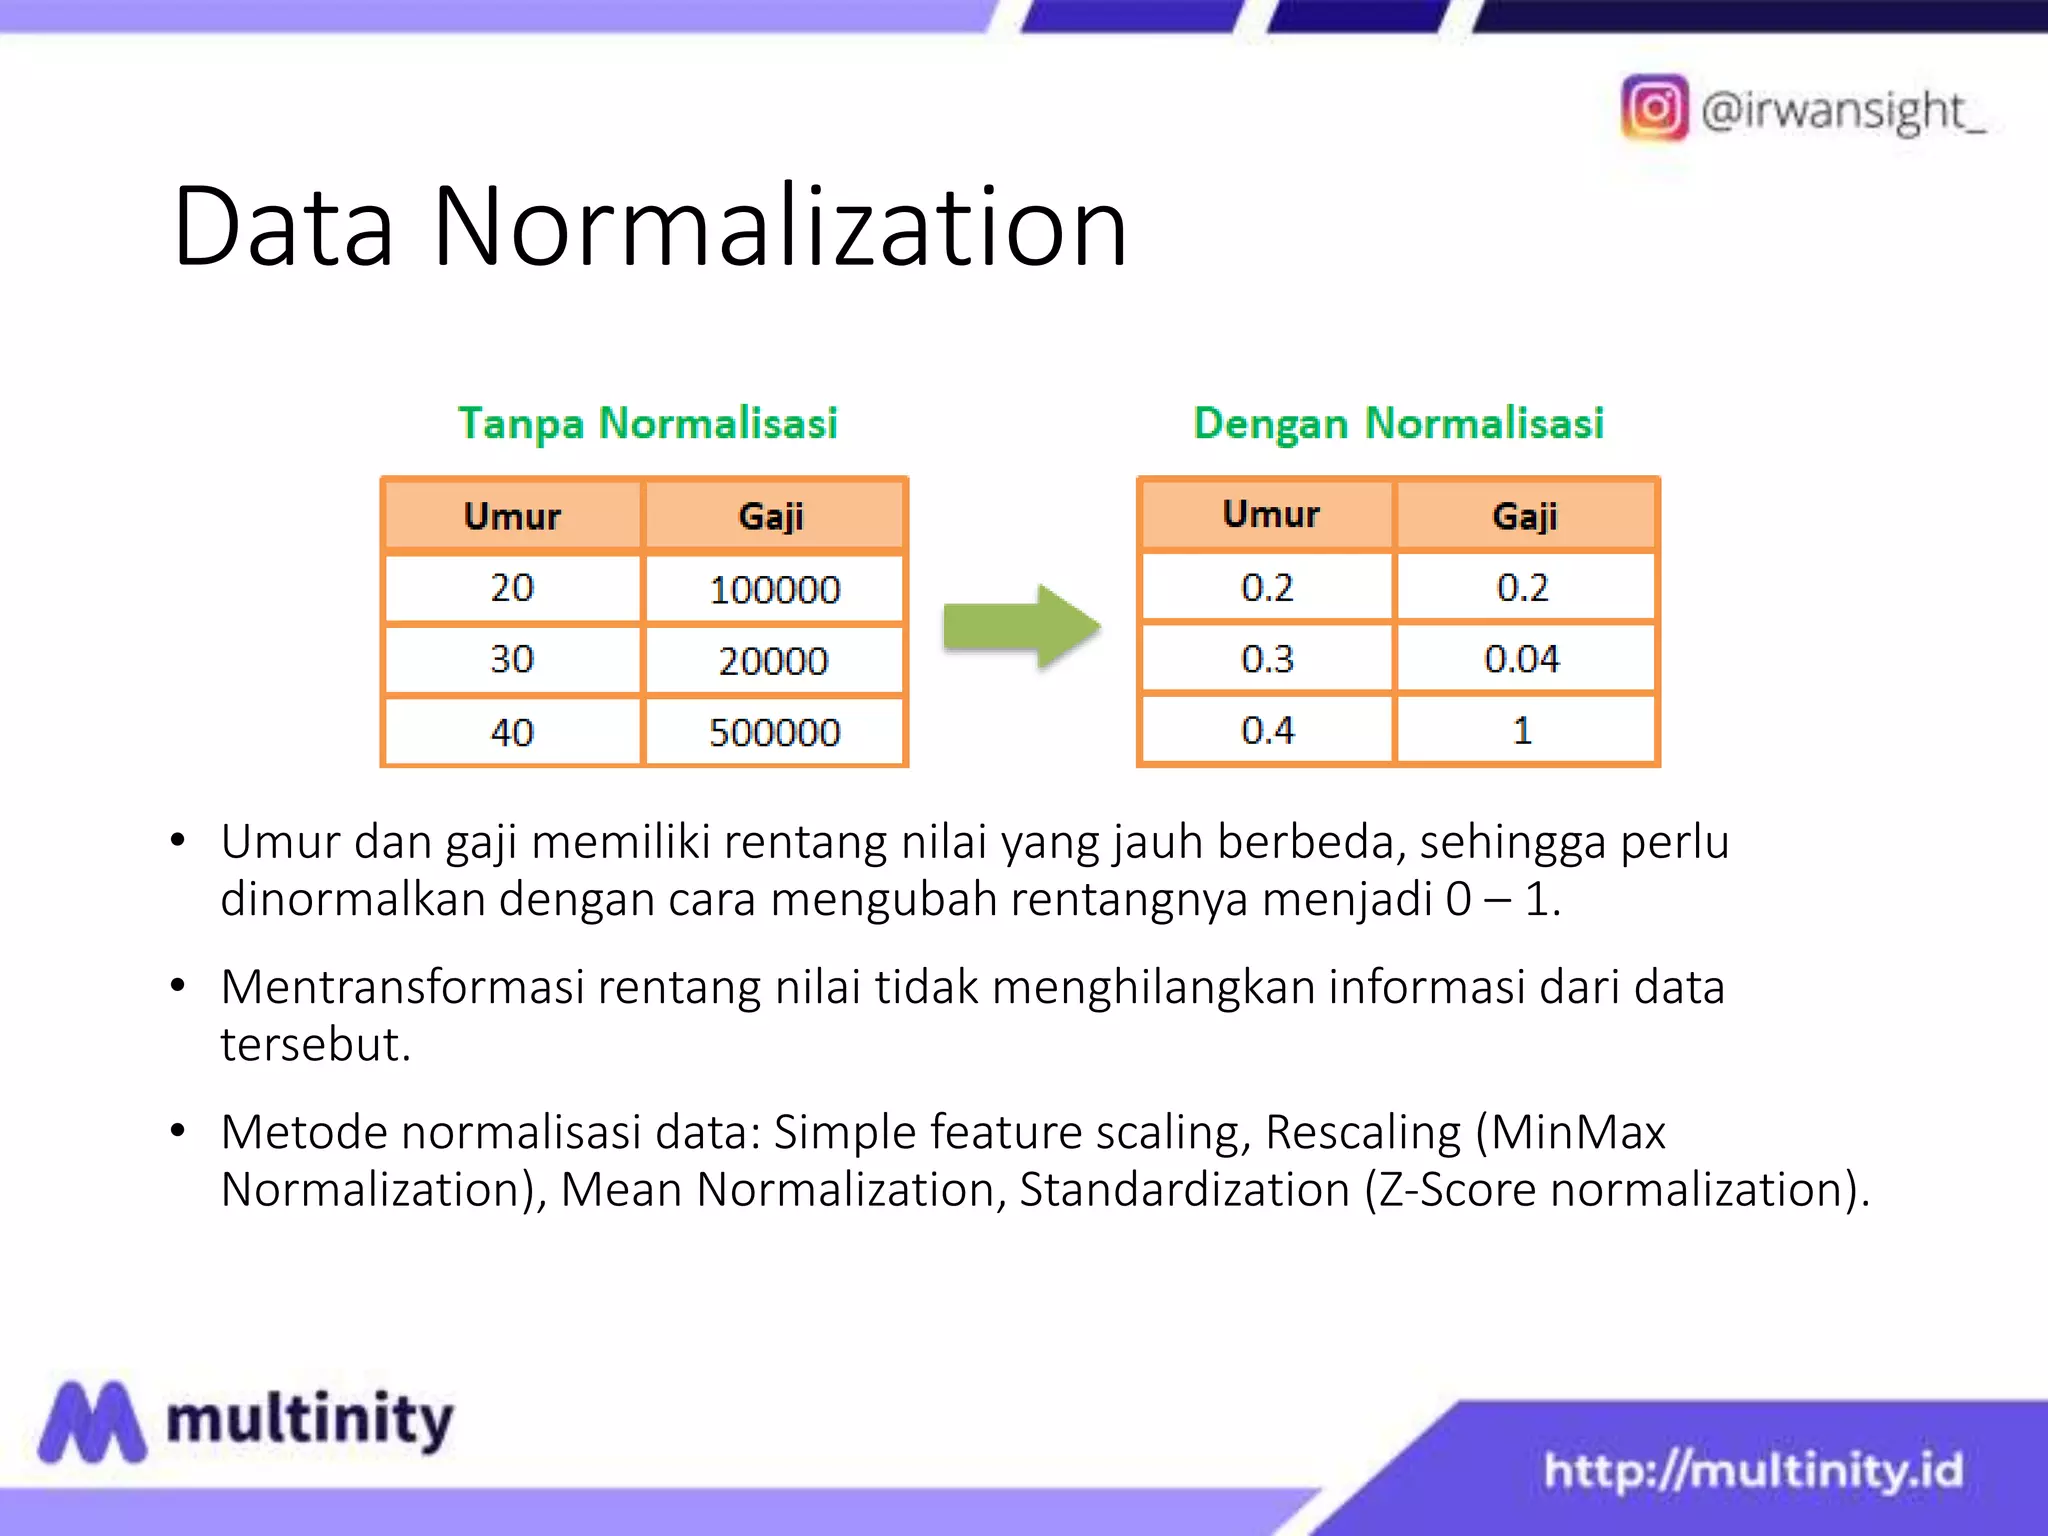 @irwansight_
Data Normalization
Tanpa Normalisasi
Umur Gaji
20 100000
30 20000
40 500000
Dengan Normalisasi
Umur Gaji
0.2 0.2
0.3 0.04
0.4 1
• Umur dan gaji memiliki rentang nilai yang jauh berbeda, sehingga perlu
dinormalkan dengan cara mengubah rentangnya menjadi 0 – 1.
• Mentransformasi rentang nilai tidak menghilangkan informasi dari data
tersebut.
• Metode normalisasi data: Simple feature scaling, Rescaling (MinMax
Normalization), Mean Normalization, Standardization (Z-Score normalization).
multinity
http://multinity.id